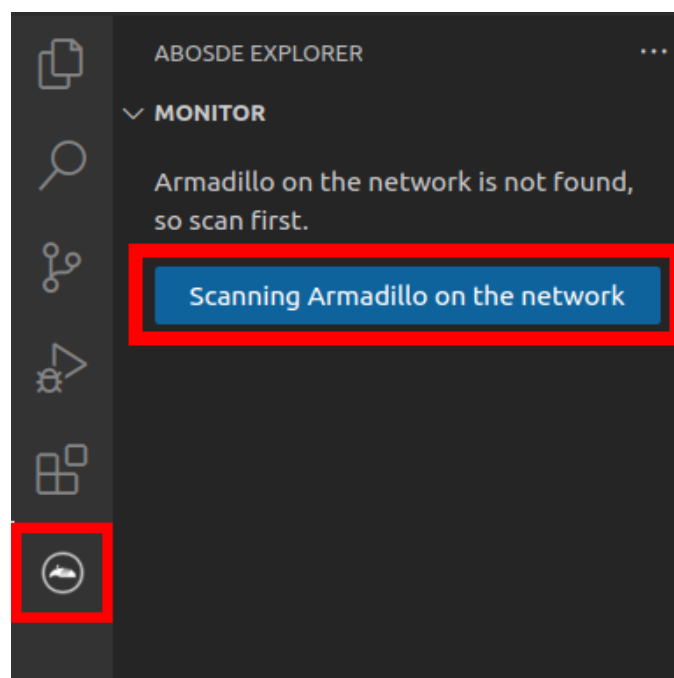 ABOSDE EXPLORER
MONITOR
Armadillo on the network is not found,
so scan first.
Scanning Armadillo on the network